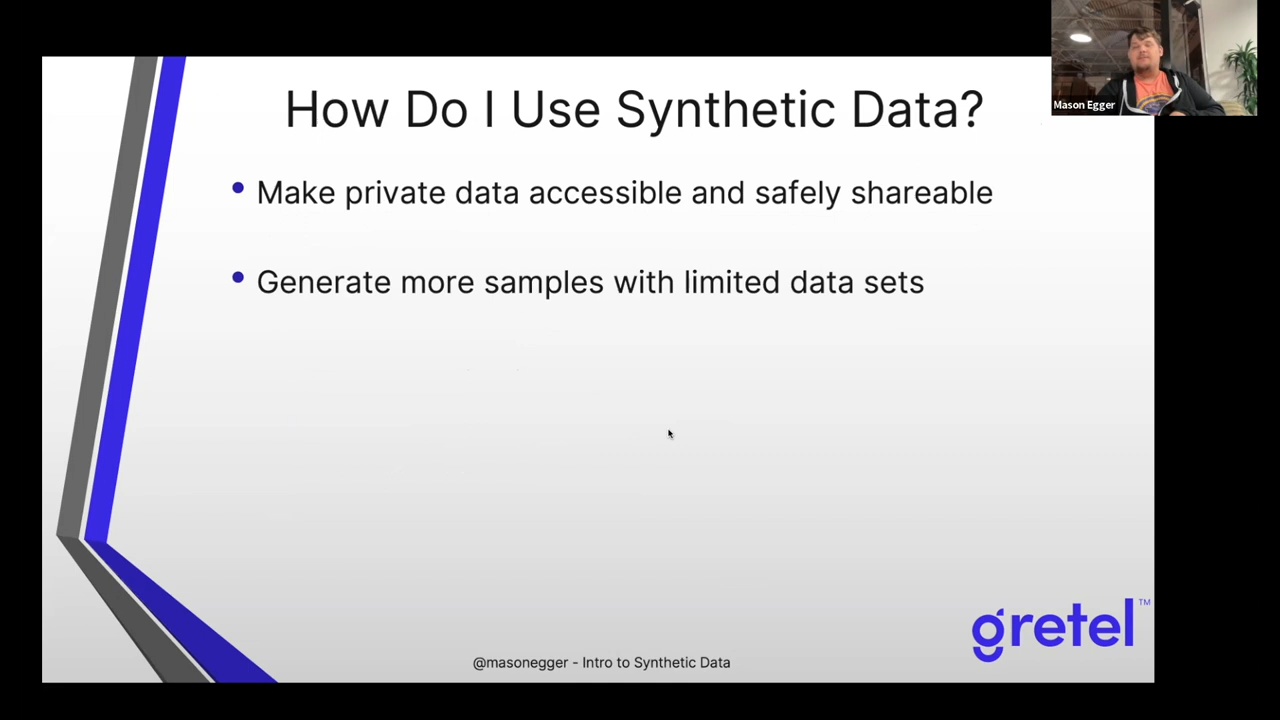 Mason Egger
How Do I Use Synthetic Data?
• Make private data accessible and safely shareable
• Generate more samples with limited data sets
gretel™
@masonegger - Intro to Synthetic Data